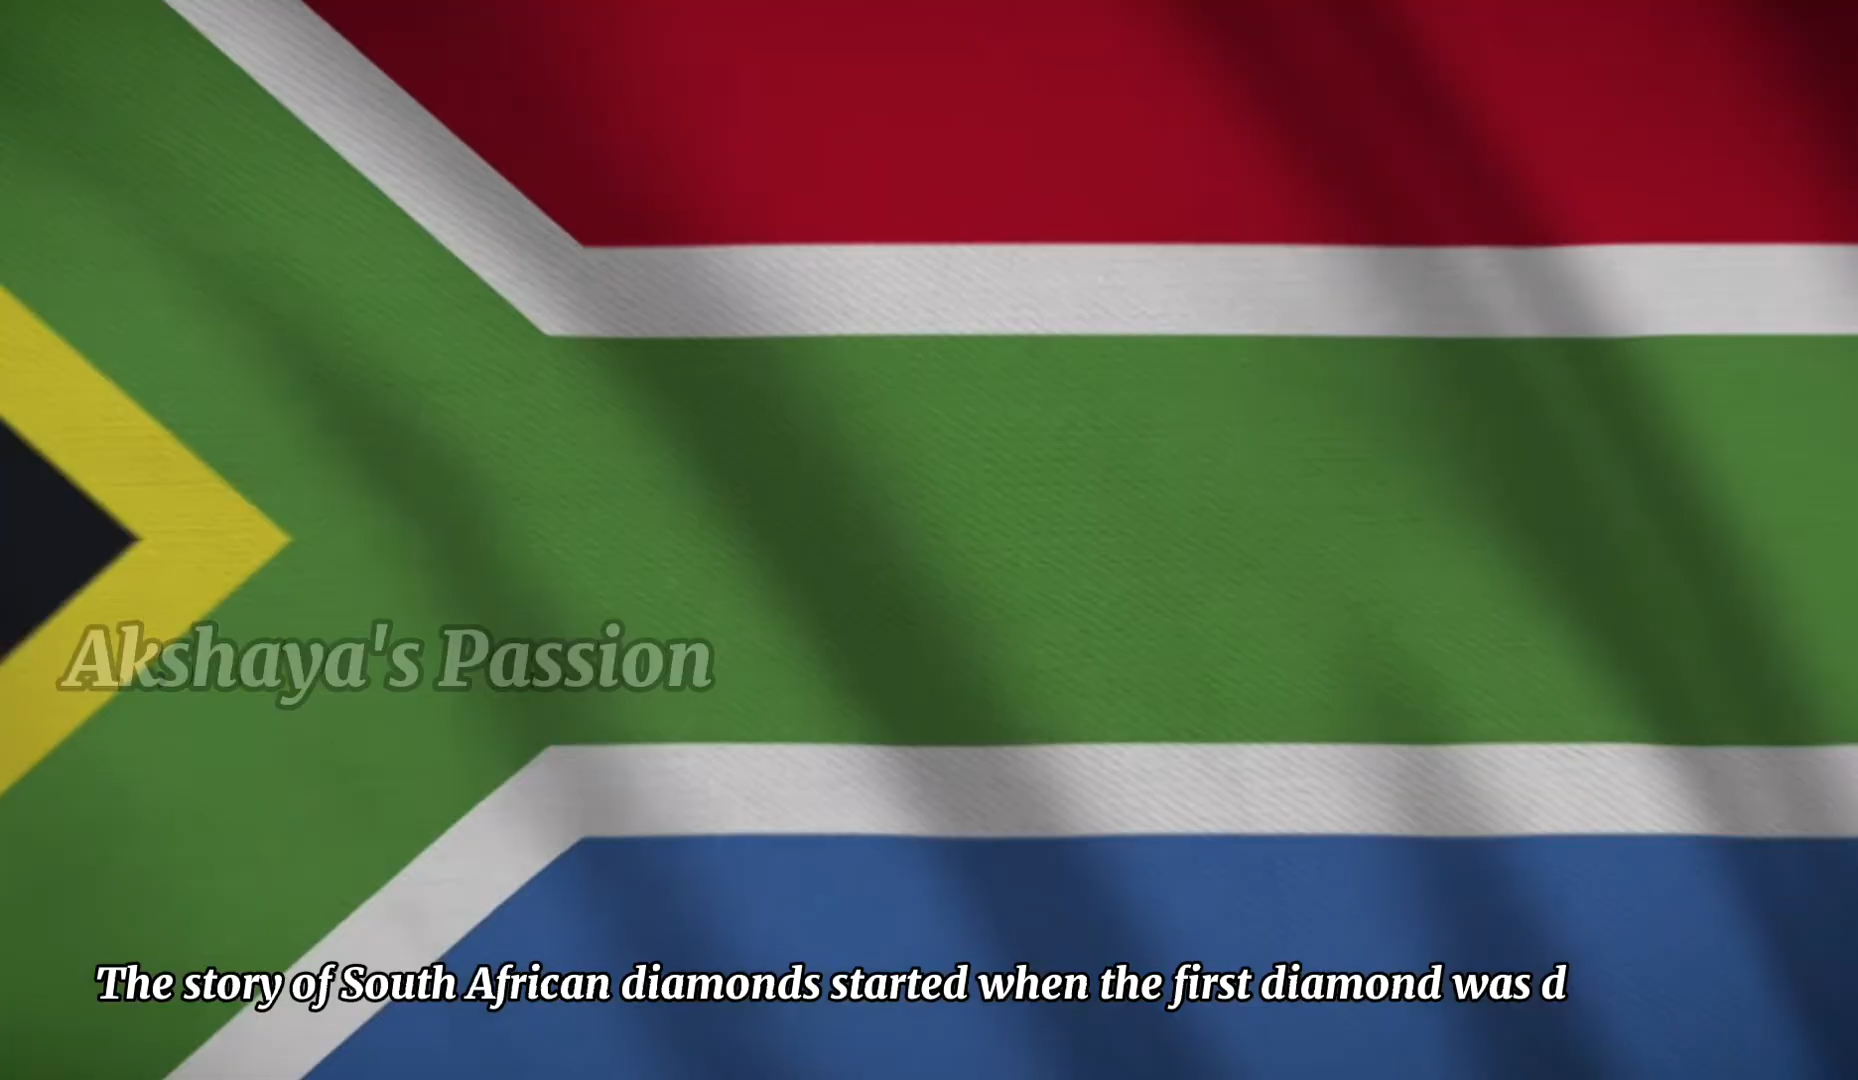 Akshaya's Passion
The story of South African diamonds started when the first diamond was d